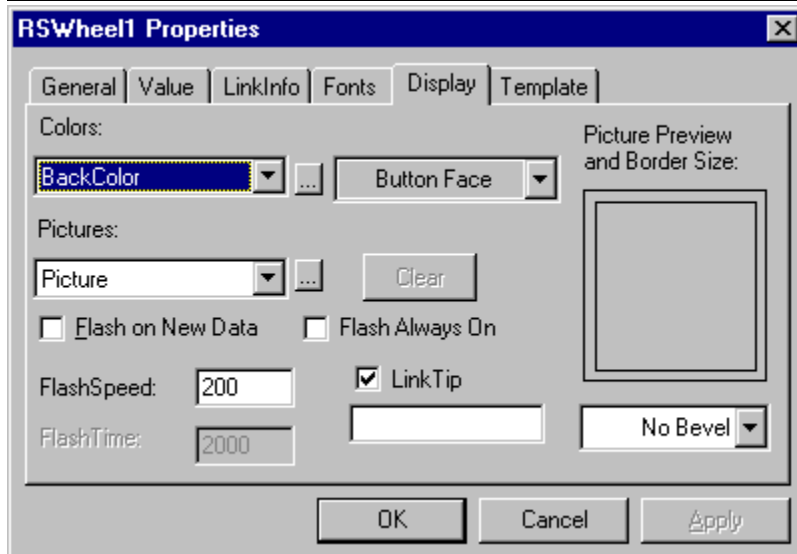 RSWheel1 Properties
General Value LinkInfo Fonts Display Template
Colors:
Picture Preview
and Border Size:
BackColor ... Button Face
Pictures:
Picture ... Clear
Flash on New Data Flash Always On
FlashSpeed: 200 LinkTip
FlashTime: 2000 No Bevel
OK Cancel Apply